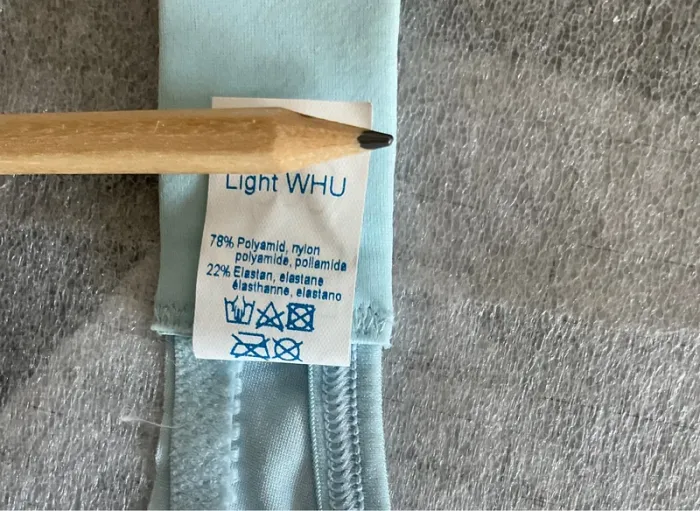 Light WHU
78% Polyamid, nylon
polyamide, poliamida
22% Elastan, elastane
élasthanne, elastano